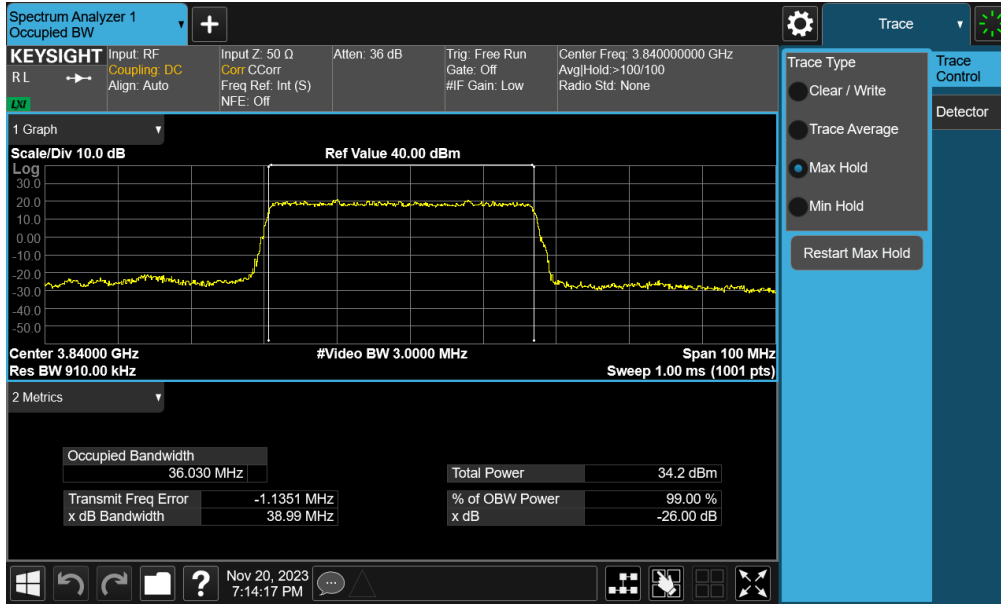 Spectrum Analyzer 1
Occupied BW
+
Trace
KEYSIGHT
R L
LXI
Input: RF
Coupling: DC
Align: Auto
Input Z: 50 Ω
Corr CCorr
Freq Ref: Int (S)
NFE: Off
Atten: 36 dB
Trig: Free Run
Gate: Off
#IF Gain: Low
Center Freq: 3.840000000 GHz
Avg|Hold:>100/100
Radio Std: None
Trace Type
Clear / Write
Trace Average
Max Hold
Min Hold
Restart Max Hold
Trace
Control
Detector
1 Graph
Scale/Div 10.0 dB
Ref Value 40.00 dBm
Log
30.0
20.0
10.0
0.00
-10.0
-20.0
-30.0
-40.0
-50.0
Center 3.84000 GHz
#Video BW 3.0000 MHz
Span 100 MHz
Res BW 910.00 kHz
Sweep 1.00 ms (1001 pts)
2 Metrics
Occupied Bandwidth
36.030 MHz
Total Power 34.2 dBm
Transmit Freq Error -1.1351 MHz
% of OBW Power 99.00 %
x dB Bandwidth 38.99 MHz
x dB -26.00 dB
?
Nov 20, 2023
7:14:17 PM